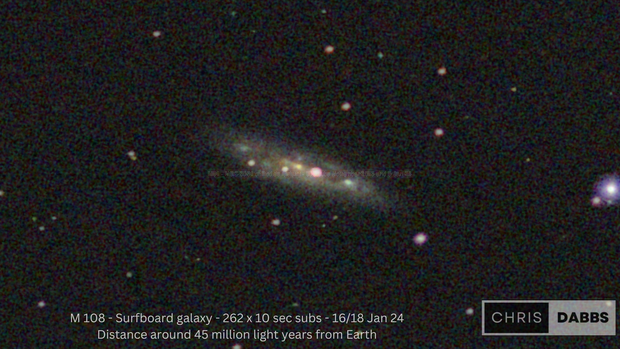 M 108 - Surfboard galaxy - 262 x 10 sec subs - 16/18 Jan 24
Distance around 45 million light years from Earth
CHRIS DABBS